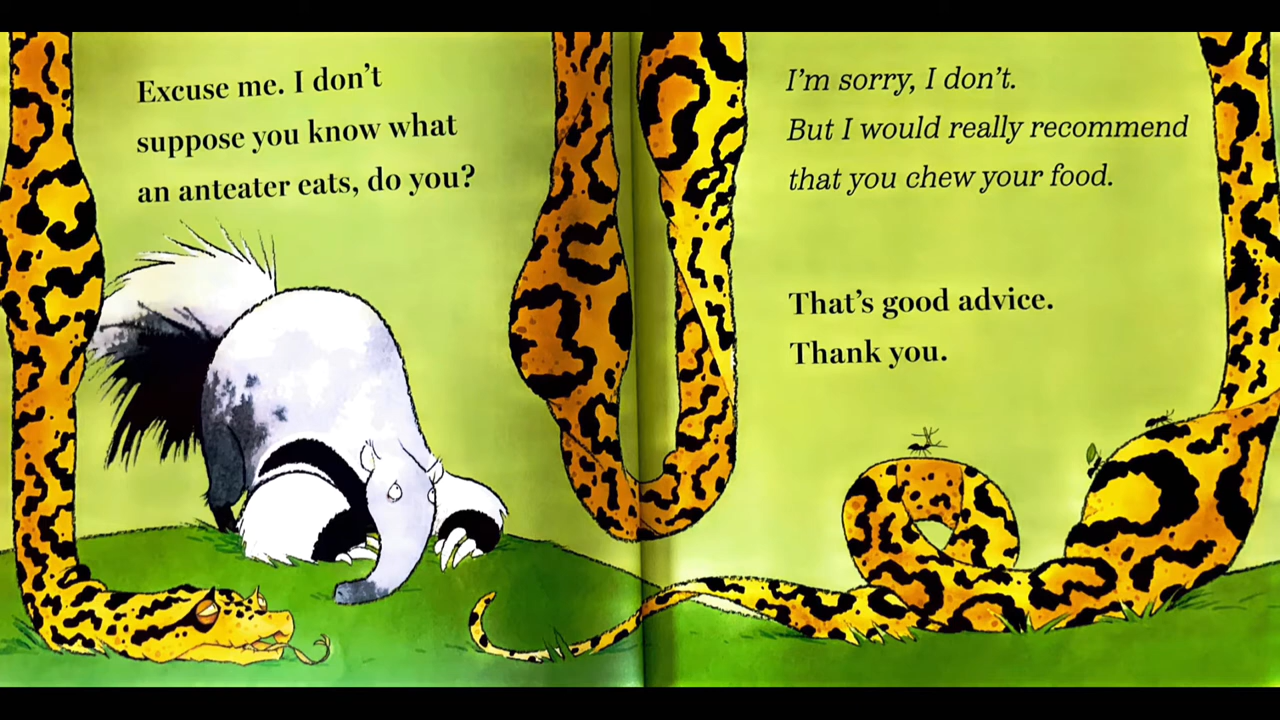 Excuse me. I don't
suppose you know what
an anteater eats, do you?
I'm sorry, I don't.
But I would really recommend
that you chew your food.
That's good advice.
Thank you.